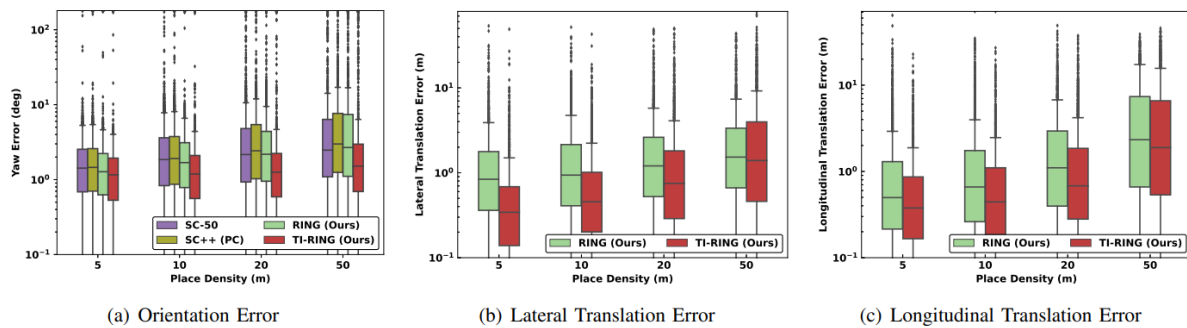 Yaw Error (deg)
10²
10¹
10⁰
10⁻¹
SC-50
SC++ (PC)
RING (Ours)
TI-RING (Ours)
5
10
20
50
Place Density (m)
(a) Orientation Error
Lateral Translation Error (m)
10¹
10⁰
10⁻¹
RING (Ours)
TI-RING (Ours)
5
10
20
50
Place Density (m)
(b) Lateral Translation Error
Longitudinal Translation Error (m)
10¹
10⁰
10⁻¹
RING (Ours)
TI-RING (Ours)
5
10
20
50
Place Density (m)
(c) Longitudinal Translation Error